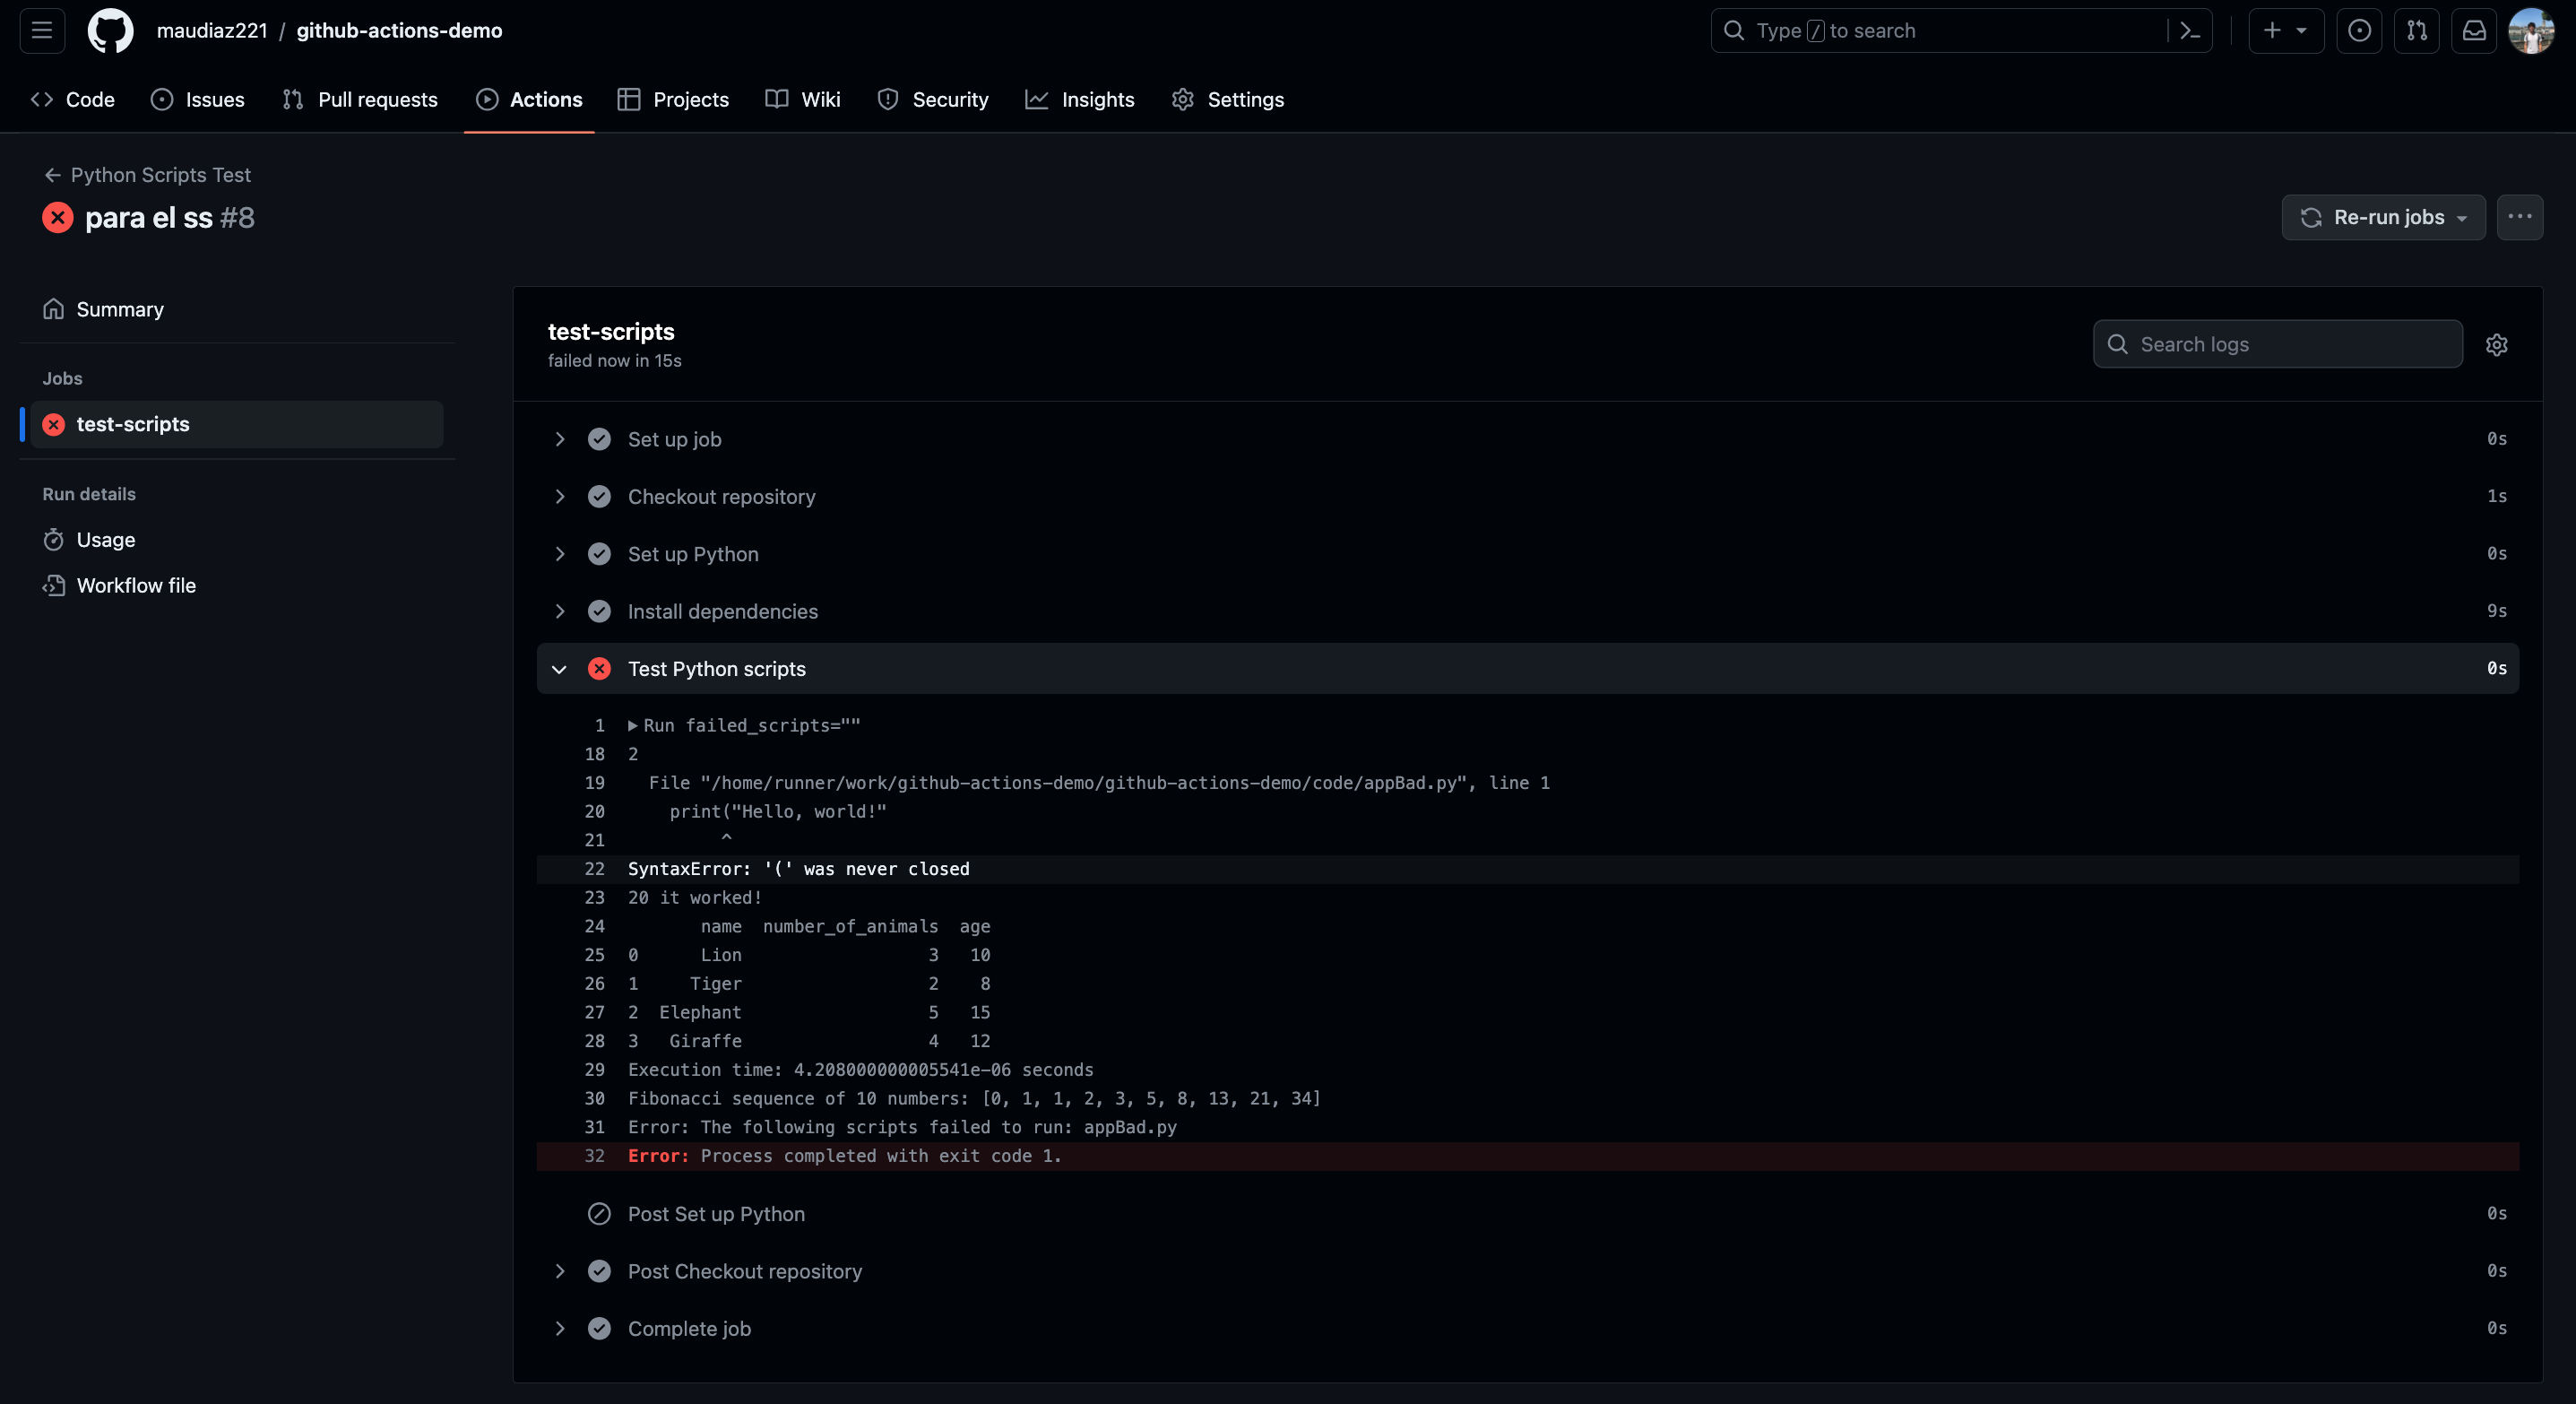 maudiaz221 / github-actions-demo
Type / to search
Code Issues Pull requests Actions Projects Wiki Security Insights Settings
Python Scripts Test
para el ss #8
Re-run jobs
Summary
Jobs
test-scripts
Run details
Usage
Workflow file
test-scripts
failed now in 15s
Search logs
Set up job 0s
Checkout repository 1s
Set up Python 0s
Install dependencies 9s
Test Python scripts 0s
1 Run failed_scripts=""
18 2
19 File "/home/runner/work/github-actions-demo/github-actions-demo/code/appBad.py", line 1
20 print("Hello, world!"
21 ^
22 SyntaxError: '(' was never closed
23 20 it worked!
24 name number_of_animals age
25 0 Lion 3 10
26 1 Tiger 2 8
27 2 Elephant 5 15
28 3 Giraffe 4 12
29 Execution time: 4.208000000005541e-06 seconds
30 Fibonacci sequence of 10 numbers: [0, 1, 1, 2, 3, 5, 8, 13, 21, 34]
31 Error: The following scripts failed to run: appBad.py
32 Error: Process completed with exit code 1.
Post Set up Python 0s
Post Checkout repository 0s
Complete job 0s